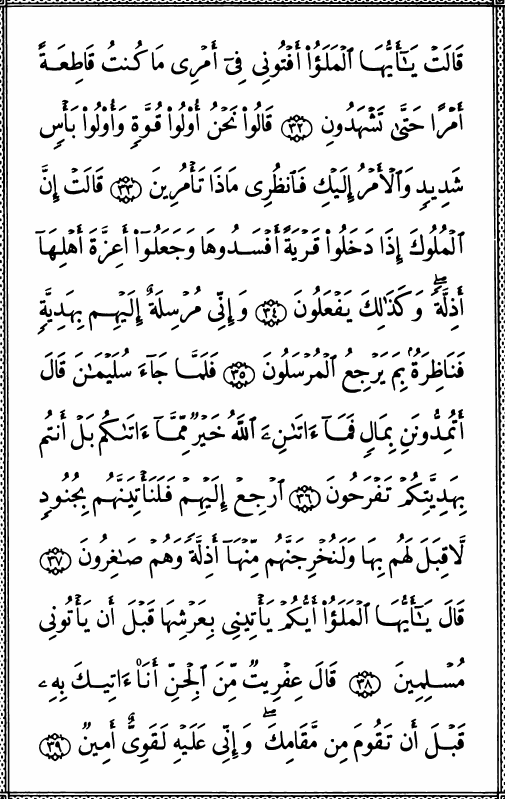 قَالَتْ يَٰٓأَيُّهَا ٱلْمَلَؤُا۟ أَفْتُونِى فِىٓ أَمْرِى مَا كُنتُ قَاطِعَةً
أَمْرًا حَتَّىٰ تَشْهَدُونِ ٣٢ قَالُوا۟ نَحْنُ أُو۟لُوا۟ قُوَّةٍ وَأُو۟لُوا۟ بَأْسٍ
شَدِيدٍ وَٱلْأَمْرُ إِلَيْكِ فَٱنظُرِى مَاذَا تَأْمُرِينَ ٣٣ قَالَتْ إِنَّ
ٱلْمُلُوكَ إِذَا دَخَلُوا۟ قَرْيَةً أَفْسَدُوهَا وَجَعَلُوٓا۟ أَعِزَّةَ أَهْلِهَآ
أَذِلَّةً ۖ وَكَذَٰلِكَ يَفْعَلُونَ ٣٤ وَإِنِّى مُرْسِلَةٌ إِلَيْهِم بِهَدِيَّةٍ
فَنَاظِرَةٌۢ بِمَ يَرْجِعُ ٱلْمُرْسَلُونَ ٣٥ فَلَمَّا جَآءَ سُلَيْمَٰنَ قَالَ
أَتُمِدُّونَنِ بِمَالٍ فَمَآ ءَاتَىٰنِۦَ ٱللَّهُ خَيْرٌ مِّمَّآ ءَاتَىٰكُم بَلْ أَنتُم
بِهَدِيَّتِكُمْ تَفْرَحُونَ ٣٦ ٱرْجِعْ إِلَيْهِمْ فَلَنَأْتِيَنَّهُم بِجُنُودٍ
لَّا قِبَلَ لَهُم بِهَا وَلَنُخْرِجَنَّهُم مِّنْهَآ أَذِلَّةً وَهُمْ صَٰغِرُونَ ٣٧
قَالَ يَٰٓأَيُّهَا ٱلْمَلَؤُا۟ أَيُّكُمْ يَأْتِينِى بِعَرْشِهَا قَبْلَ أَن يَأْتُونِى
مُسْلِمِينَ ٣٨ قَالَ عِفْرِيتٌ مِّنَ ٱلْجِنِّ أَنَا۠ ءَاتِيكَ بِهِۦ
قَبْلَ أَن تَقُومَ مِن مَّقَامِكَ ۖ وَإِنِّى عَلَيْهِ لَقَوِىٌّ أَمِينٌ ٣٩